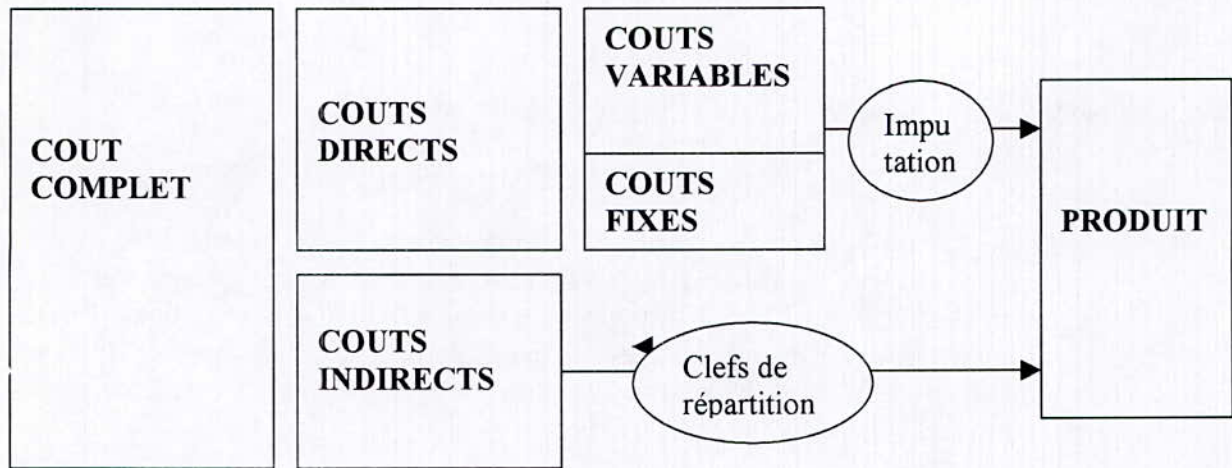 COUT
COMPLET
COUTS
DIRECTS
COUTS
VARIABLES
COUTS
FIXES
Impu
tation
PRODUIT
COUTS
INDIRECTS
Clefs de
répartition